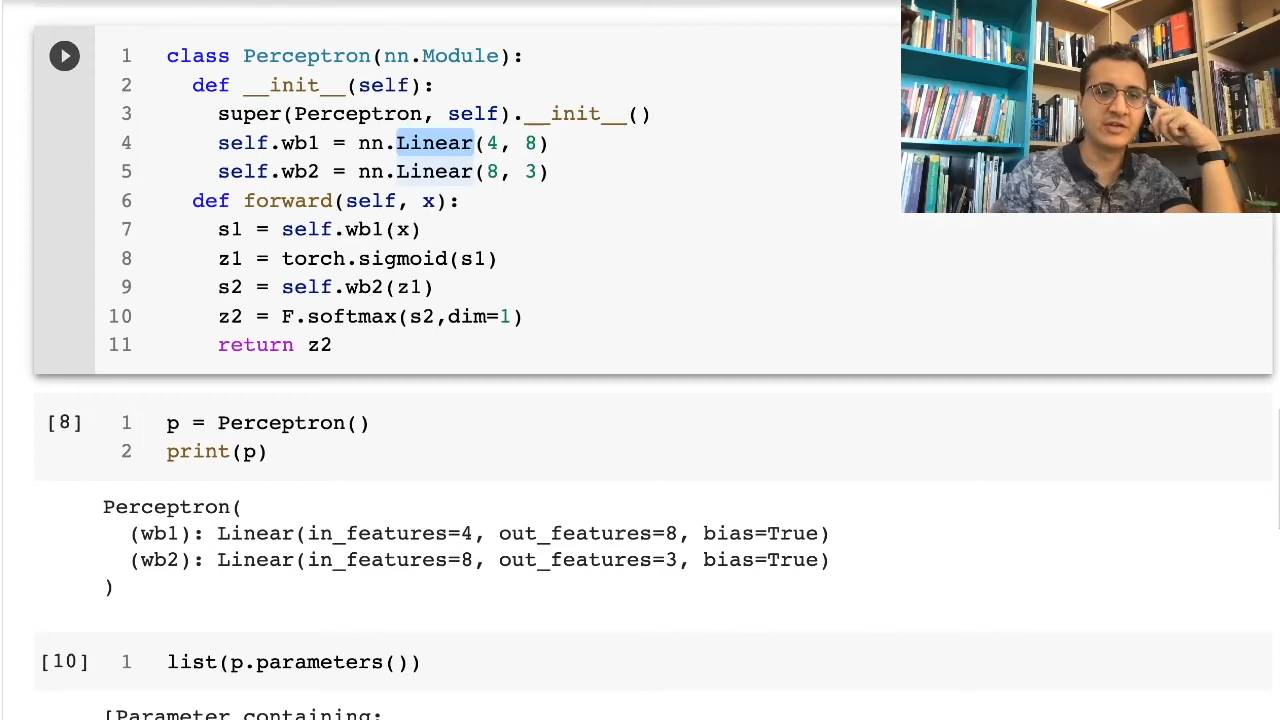 1 class Perceptron(nn.Module):
2 def __init__(self):
3 super(Perceptron, self).__init__()
4 self.wb1 = nn.Linear(4, 8)
5 self.wb2 = nn.Linear(8, 3)
6 def forward(self, x):
7 s1 = self.wb1(x)
8 z1 = torch.sigmoid(s1)
9 s2 = self.wb2(z1)
10 z2 = F.softmax(s2,dim=1)
11 return z2
[8] 1 p = Perceptron()
2 print(p)
Perceptron(
(wb1): Linear(in_features=4, out_features=8, bias=True)
(wb2): Linear(in_features=8, out_features=3, bias=True)
)
[10] 1 list(p.parameters())
[Parameter containing: